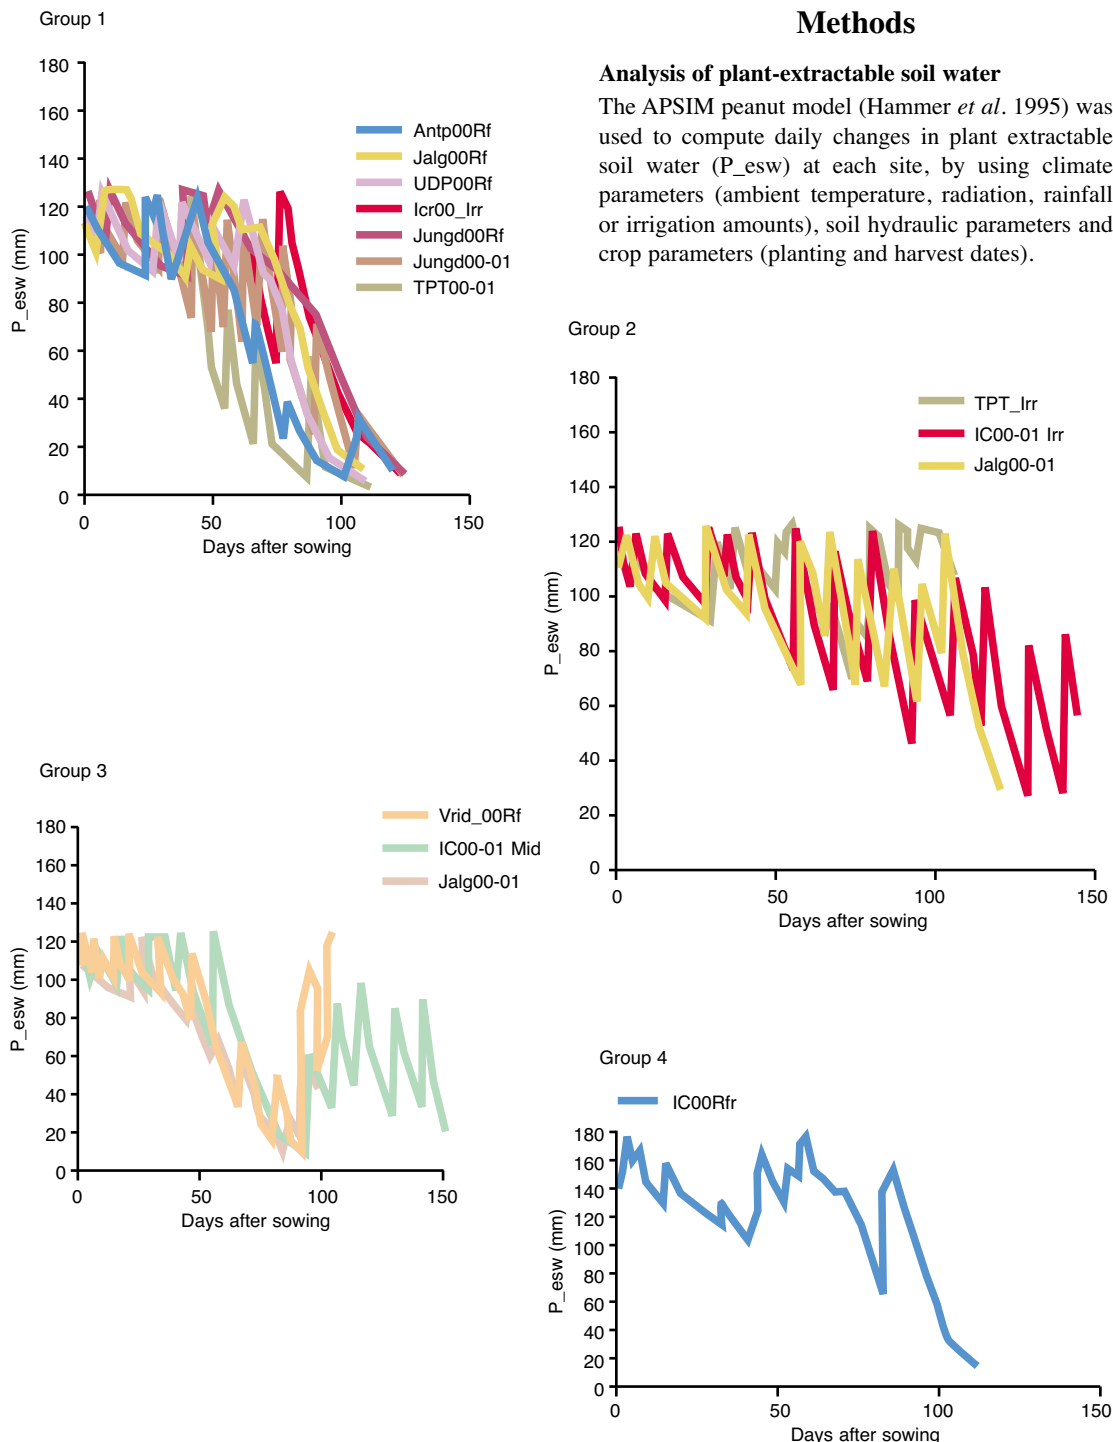 Group 1
180
160
140
120
100
80
60
40
20
0
P_esw (mm)
0
50
100
150
Days after sowing
Antp00Rf
Jalg00Rf
UDP00Rf
Icr00_Irr
Jungd00Rf
Jungd00-01
TPT00-01
Methods
Analysis of plant-extractable soil water
The APSIM peanut model (Hammer et al. 1995) was
used to compute daily changes in plant extractable
soil water (P_esw) at each site, by using climate
parameters (ambient temperature, radiation, rainfall
or irrigation amounts), soil hydraulic parameters and
crop parameters (planting and harvest dates).
Group 2
180
160
140
120
100
80
60
40
20
0
P_esw (mm)
0
50
100
150
Days after sowing
TPT_Irr
IC00-01 Irr
Jalg00-01
Group 3
180
160
140
120
100
80
60
40
20
0
P_esw (mm)
0
50
100
150
Days after sowing
Vrid_00Rf
IC00-01 Mid
Jalg00-01
Group 4
IC00Rfr
180
160
140
120
100
80
60
40
20
0
P_esw (mm)
0
50
100
150
Days after sowing